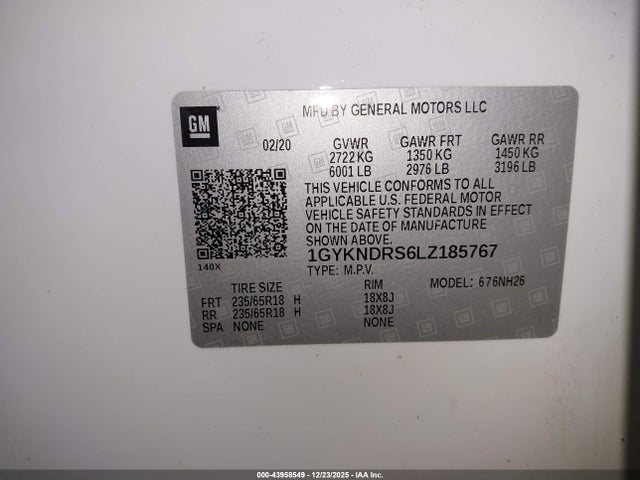 GM
MFD BY GENERAL MOTORS LLC
02/20 GVWR GAWR FRT GAWR RR
2722 KG 1350 KG 1450 KG
6001 LB 2976 LB 3196 LB
THIS VEHICLE CONFORMS TO ALL
APPLICABLE U.S. FEDERAL MOTOR
VEHICLE SAFETY STANDARDS IN EFFECT
ON THE DATE OF MANUFACTURE
SHOWN ABOVE.
140X
1GYKNDRS6LZ185767
TYPE: M.P.V. MODEL: 676NH26
TIRE SIZE RIM
FRT 235/65R18 H 18X8J
RR 235/65R18 H 18X8J
SPA NONE NONE
000-43958549 - 12/23/2025 - IAA Inc.